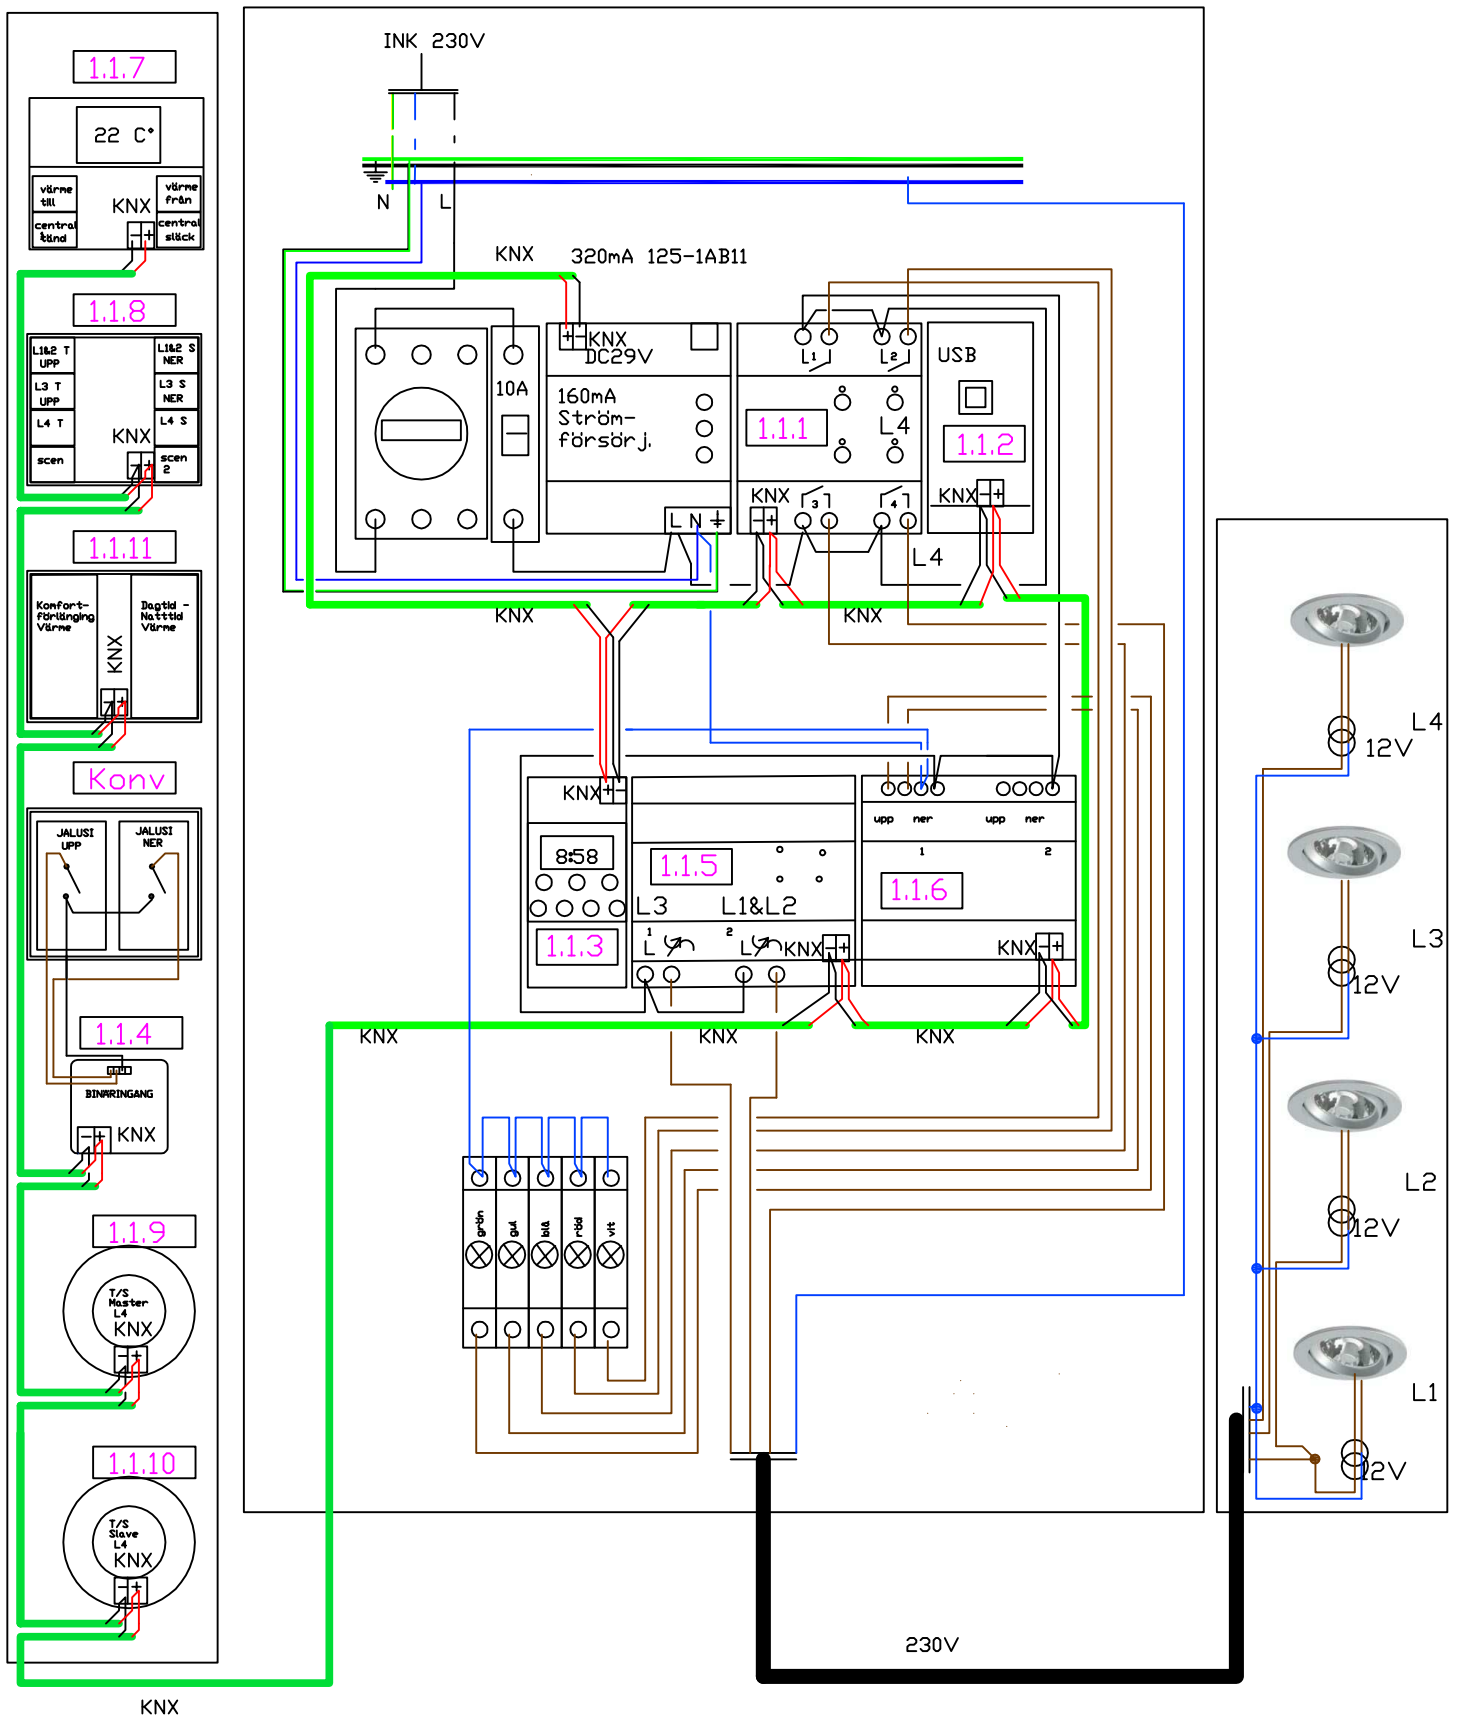 1.1.7
22 C°
värme
till
central
tänd
KNX
- +
värme
från
central
släck
1.1.8
L1&2 T
UPP
L3 T
UPP
L4 T
scen
KNX
- +
L1&2 S
NER
L3 S
NER
L4 S
scen
2
1.1.11
Komfort-
förlänging
Värme
KNX
Dagtid -
Natttid
Värme
- +
Konv
JALUSI
UPP
JALUSI
NER
1.1.4
BINÄRINGANG
- +
KNX
1.1.9
T/S
Master
L4
KNX
- +
1.1.10
T/S
Slave
L4
KNX
- +
KNX
INK 230V
N
L
KNX
320mA 125-1AB11
10A
+ -
KNX
DC29V
160mA
Ström-
försörj.
L N
L1
L2
1.1.1
L4
KNX
- +
3
4
L4
USB
1.1.2
KNX
- +
KNX
KNX
KNX
+ -
8:58
1.1.3
1.1.5
L3
L1&L2
1
L
2
L
KNX
- +
upp ner
upp ner
1
2
1.1.6
KNX
- +
KNX
KNX
KNX
grön
gul
blå
röd
vit
230V
L4
12V
L3
12V
L2
12V
L1
12V